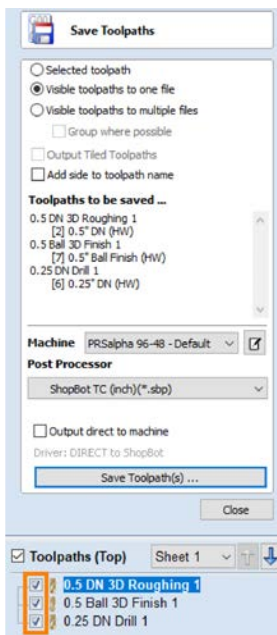 Save Toolpaths
Selected toolpath
Visible toolpaths to one file
Visible toolpaths to multiple files
Group where possible
Output Tiled Toolpaths
Add side to toolpath name
Toolpaths to be saved ...
0.5 DN 3D Roughing 1
[2] 0.5" DN (HW)
0.5 Ball 3D Finish 1
[7] 0.5" Ball Finish (HW)
0.25 DN Drill 1
[6] 0.25" DN (HW)
Machine PRSalpha 96-48 - Default
Post Processor
ShopBot TC (inch)(*.sbp)
Output direct to machine
Driver: DIRECT to ShopBot
Save Toolpath(s) ...
Close
Toolpaths (Top) Sheet 1
0.5 DN 3D Roughing 1
0.5 Ball 3D Finish 1
0.25 DN Drill 1